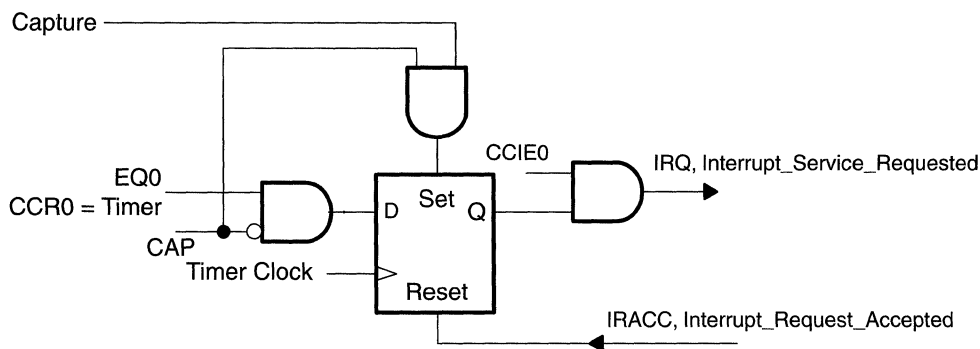 Capture
CCIE0
IRQ, Interrupt_Service_Requested
EQ0
CCR0 = Timer
CAP
D
Set
Q
Timer Clock
Reset
IRACC, Interrupt_Request_Accepted